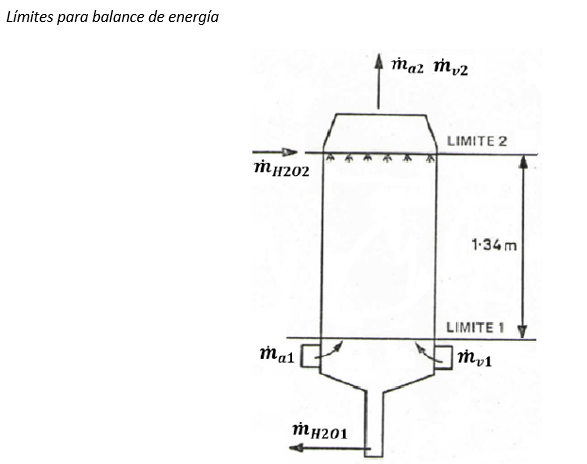 Límites para balance de energía
ṁa2 ṁv2
LIMITE 2
ṁH2O2
1·34 m
LIMITE 1
ṁa1
ṁv1
ṁH2O1